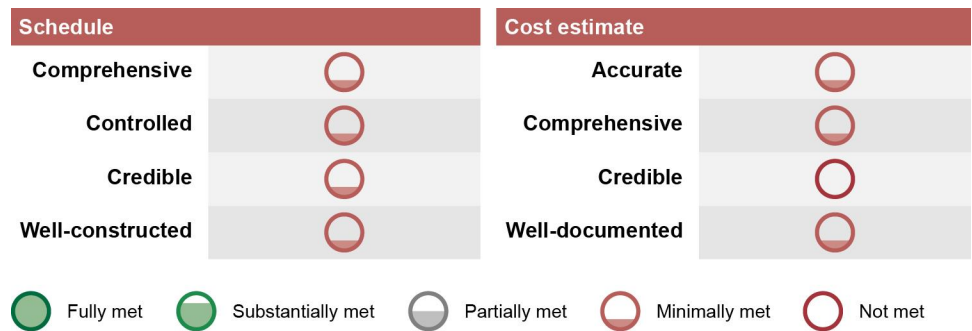 Schedule
Comprehensive
Controlled
Credible
Well-constructed
Cost estimate
Accurate
Comprehensive
Credible
Well-documented
Fully met
Substantially met
Partially met
Minimally met
Not met